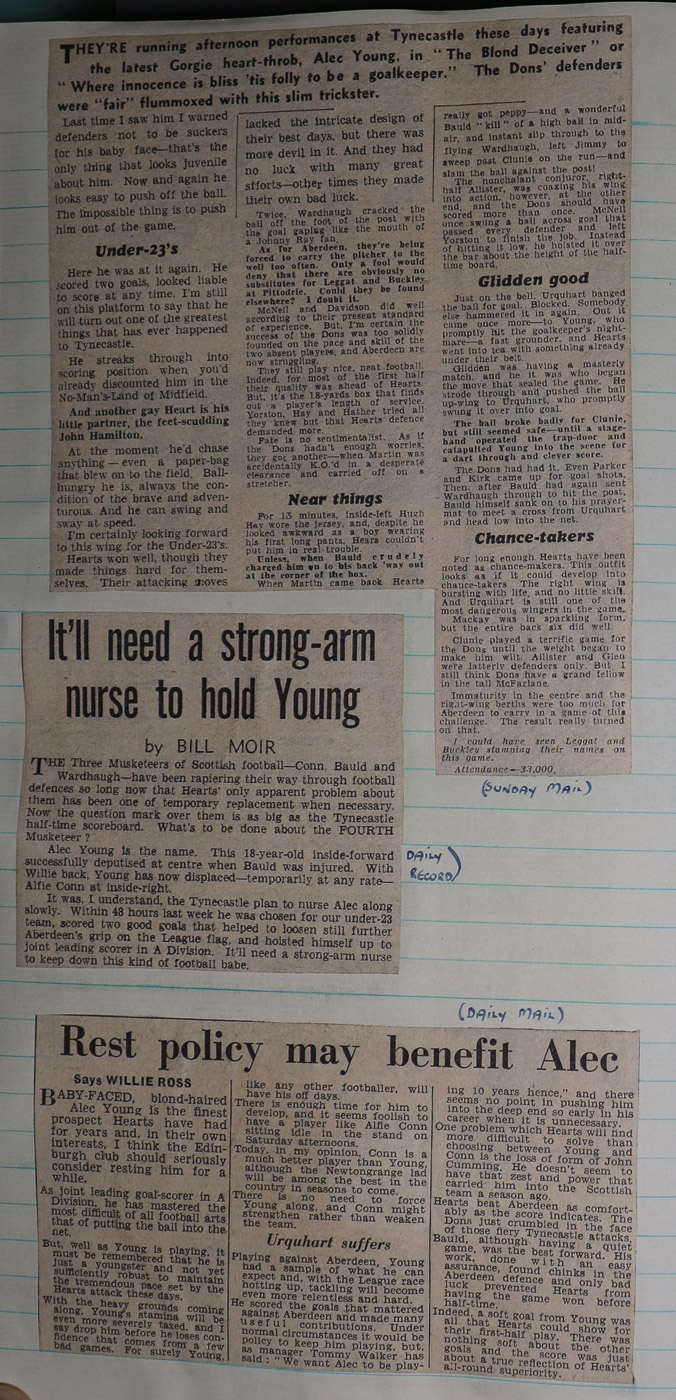 THEY'RE running afternoon performances at Tynecastle these days featuring
the latest Gorgie heart-throb, Alec Young, in "The Blond Deceiver" or
"Where innocence is bliss 'tis folly to be a goalkeeper." The Dons' defenders
were "fair" flummoxed with this slim trickster.
Last time I saw him I warned
defenders not to be suckers
for his baby face—that's the
only thing that looks juvenile
about him. Now and again he
looks easy to push off the ball.
The impossible thing is to push
him out of the game.
Under-23's
Here he was at it again. He
scored two goals, looked liable
to score at any time. I'm still
on this platform to say that he
will turn out one of the greatest
things that has ever happened
to Tynecastle.
He streaks through into
scoring position when you'd
already discounted him in the
No-Man's-Land of Midfield.
And another gay Heart is his
little partner, the feet-scudding
John Hamilton.
At the moment he'd chase
anything—even a paper-bag
that blew on to the field. Ball-
hungry he is, always the con-
dition of the brave and adven-
turous. And he can swing and
sway at speed.
I'm certainly looking forward
to this wing for the Under-23's.
Hearts won well, though they
made things hard for them-
selves. Their attacking moves
lacked the intricate design of
their best days, but there was
more devil in it. And they had
no luck with many great
efforts—other times they made
their own bad luck.
Twice, Wardhaugh cracked the
ball off the foot of the post with
the goal gaping like the mouth of
a Johnny Ray fan.
As for Aberdeen, they're being
forced to carry the pitcher to the
well too often. Only a fool would
deny that there are obviously no
substitutes for Leggat and Buckley
at Pittodrie. Could they be found
elsewhere? I doubt it.
McNeil and Davidson did well
according to their present standard
of experience. But, I'm certain the
success of the Dons was too solidly
founded on the pace and skill of the
two absent players, and Aberdeen are
now struggling.
They still play nice, neat football.
Indeed, for most of the first half
their quality was ahead of Hearts.
But, it's the 18-yards box that finds
out a player's length of service.
Yorston, Hay and Hather tried all
they knew but that Hearts defence
demanded more.
Fate is no sentimentalist. As if
the Dons hadn't enough worries,
they got another—when Martin was
accidentally K.O.'d in a desperate
clearance and carried off on a
stretcher.
Near things
For 13 minutes, inside-left Hugh
Hay wore the jersey, and, despite he
looked awkward as a boy wearing
his first long pants, Hears couldn't
put him in real trouble.
Unless, when Bauld crudely
charged him on to his back 'way out
at the corner of the box.
When Martin came back Hearts
really got peppy—and a wonderful
Bauld "kill" of a high ball in mid-
air, and instant slip through to the
flying Wardhaugh, left Jimmy to
sweep past Clunie on the run—and
slam the ball against the post!
The nonchalant conjuror, right-
half Allister, was coaxing his wing
into action, however, at the other
end, and the Dons should have
scored more than once. McNeil
once swung a ball across goal that
passed every defender and left
Yorston to finish the job. Instead
of hitting it low, he hoisted it over
the bar about the height of the half-
time board.
Glidden good
Just on the bell, Urquhart banged
the ball for goal. Blocked. Somebody
else hammered it in again. Out it
came once more—to Young, who
promptly hit the goalkeeper's night-
mare—a fast grounder, and Hearts
went into tea with something already
under their belt.
Glidden was having a masterly
match, and it was he who began
the move that sealed the game. He
strode through and pushed the ball
up-wing to Urquhart, who promptly
swung it over into goal.
The ball broke badly for Clunie,
but still seemed safe—until a stage-
hand operated the trap-door and
catapulted Young into the scene for
a dart through and clever score.
The Dons had had it. Even Parker
and Kirk came up for goal shots.
Then, after Bauld had again sent
Wardhaugh through to hit the post,
Bauld himself sank on to his prayer-
mat to meet a cross from Urquhart
and head low into the net.
Chance-takers
For long enough Hearts have been
noted as chance-makers. This outfit
looks as if it could develop into
chance-takers The right wing is
bursting with life, and no little skill.
And Urquhart is still one of the
most dangerous wingers in the game.
Mackay was in sparkling form,
but the entire back six did well.
Clunie played a terrific game for
the Dons until the weight began to
make him wilt. Allister and Glen
were latterly defenders only. But I
still think Dons have a grand fellow
in the tall McFarlane.
Immaturity in the centre and the
right-wing berths were too much for
Aberdeen to carry in a game of this
challenge. The result really turned
on that.
I could have seen Leggat and
Buckley stamping their names on
this game.
Attendance—33,000.
(SUNDAY MAIL)
It'll need a strong-arm
nurse to hold Young
by BILL MOIR
THE Three Musketeers of Scottish football—Conn, Bauld and
Wardhaugh—have been rapiering their way through football
defences so long now that Hearts' only apparent problem about
them has been one of temporary replacement when necessary.
Now the question mark over them is as big as the Tynecastle
half-time scoreboard. What's to be done about the FOURTH
Musketeer ?
Alec Young is the name. This 18-year-old inside-forward
successfully deputised at centre when Bauld was injured. With
Willie back, Young has now displaced—temporarily at any rate—
Alfie Conn at inside-right.
It was, I understand, the Tynecastle plan to nurse Alec along
slowly. Within 48 hours last week he was chosen for our under-23
team, scored two good goals that helped to loosen still further
Aberdeen's grip on the League flag, and hoisted himself up to
joint leading scorer in A Division. It'll need a strong-arm nurse
to keep down this kind of football babe.
DAILY
RECORD)
(DAILY MAIL)
Rest policy may benefit Alec
Says WILLIE ROSS
BABY-FACED, blond-haired
Alec Young is the finest
prospect Hearts have had
for years and, in their own
interests, I think the Edin-
burgh club should seriously
consider resting him for a
while.
As joint leading goal-scorer in A
Division, he has mastered the
most difficult of all football arts
that of putting the ball into the
net.
But, well as Young is playing, it
must be remembered that he is
just a youngster and not yet
sufficiently robust to maintain
the tremendous pace set by the
Hearts attack these days.
With the heavy grounds coming
along, Young's stamina will be
even more severely taxed, and I
say drop him before he loses con-
fidence that comes from a few
bad games. For surely Young,
like any other footballer, will
have his off days.
There is enough time for him to
develop, and it seems foolish to
have a player like Alfie Conn
sitting idle in the stand on
Saturday afternoons.
Today, in my opinion, Conn is a
much better player than Young,
although the Newtongrange lad
will be among the best in the
country in seasons to come.
There is no need to force
Young along, and Conn might
strengthen rather than weaken
the team.
Urquhart suffers
Playing against Aberdeen, Young
had a sample of what he can
expect and, with the League race
hotting up, tackling will become
even more relentless and hard.
He scored the goals that mattered
against Aberdeen and made many
useful contributions. Under
normal circumstances it would be
policy to keep him playing, but,
as manager Tommy Walker has
said: "We want Alec to be play-
ing 10 years hence," and there
seems no point in pushing him
into the deep end so early in his
career when it is unnecessary.
One problem which Hearts will find
more difficult to solve than
choosing between Young and
Conn is the loss of form of John
Cumming. He doesn't seem to
have that zest and power that
carried him into the Scottish
team a season ago.
Hearts beat Aberdeen as comfort-
ably as the score indicates. The
Dons just crumbled in the face
of those fiery Tynecastle attacks.
Bauld, although having a quiet
game, was the best forward. His
work, done with an easy
assurance, found chinks in the
Aberdeen defence and only bad
luck prevented Hearts from
having the game won before
half-time.
Indeed, a soft goal from Young was
all that Hearts could show for
their first-half play. There was
nothing soft about the other
goals and the score was just
about a true reflection of Hearts'
all-round superiority.